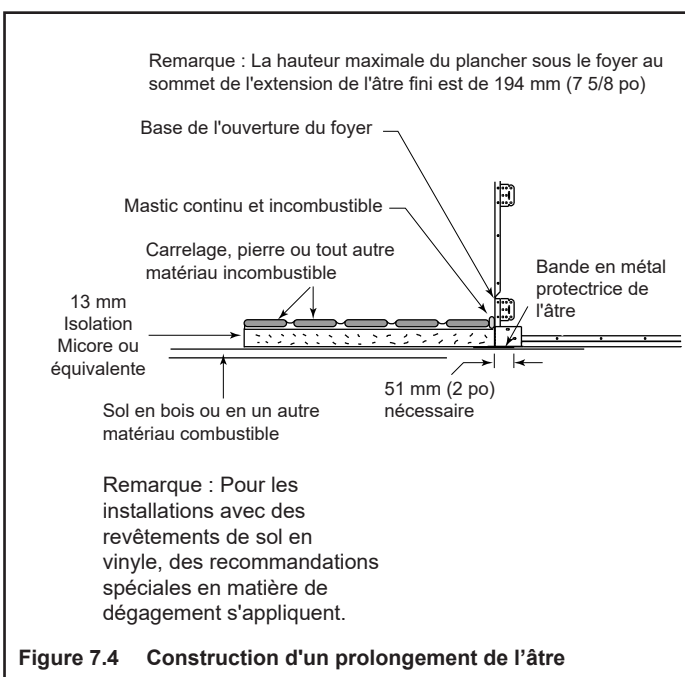 Remarque : La hauteur maximale du plancher sous le foyer au
sommet de l'extension de l'âtre fini est de 194 mm (7 5/8 po)
Base de l'ouverture du foyer
Mastic continu et incombustible
Carrelage, pierre ou tout autre
matériau incombustible
Bande en métal
protectrice de
l'âtre
13 mm
Isolation
Micore ou
équivalente
51 mm (2 po)
nécessaire
Sol en bois ou en un autre
matériau combustible
Remarque : Pour les
installations avec des
revêtements de sol en
vinyle, des recommandations
spéciales en matière de
dégagement s'appliquent.
Figure 7.4 Construction d'un prolongement de l’âtre